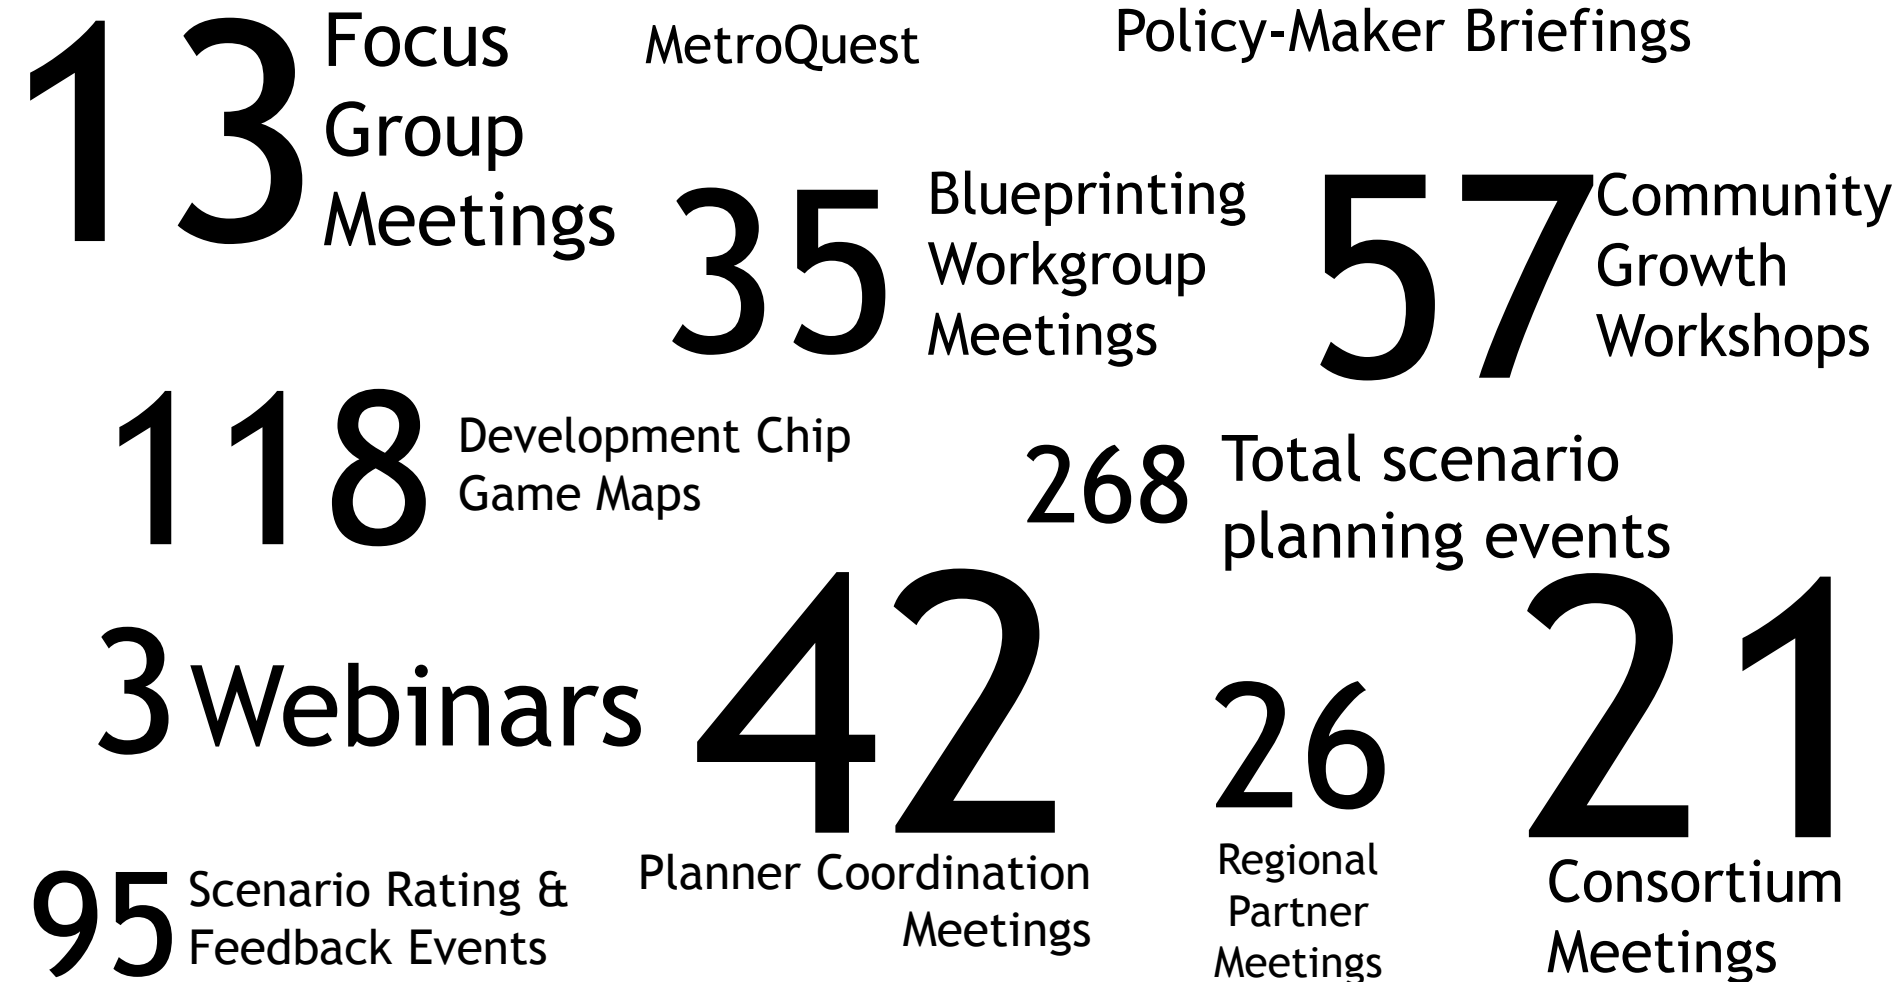 13
Focus
Group
Meetings
MetroQuest
Policy-Maker Briefings
35
Blueprinting
Workgroup
Meetings
57
Community
Growth
Workshops
118
Development Chip
Game Maps
268
Total scenario
planning events
3 Webinars
42
Planner Coordination
Meetings
26
Regional
Partner
Meetings
21
Consortium
Meetings
95
Scenario Rating &
Feedback Events